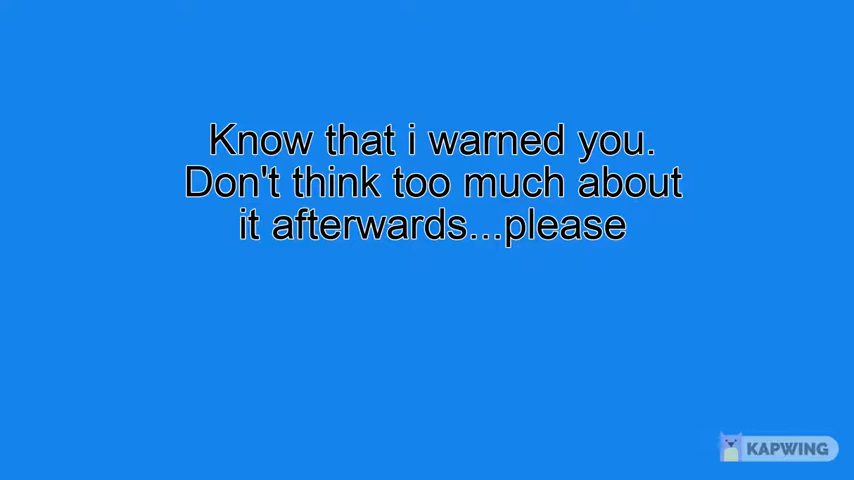 Know that i warned you.
Don't think too much about
it afterwards...please
KAPWING